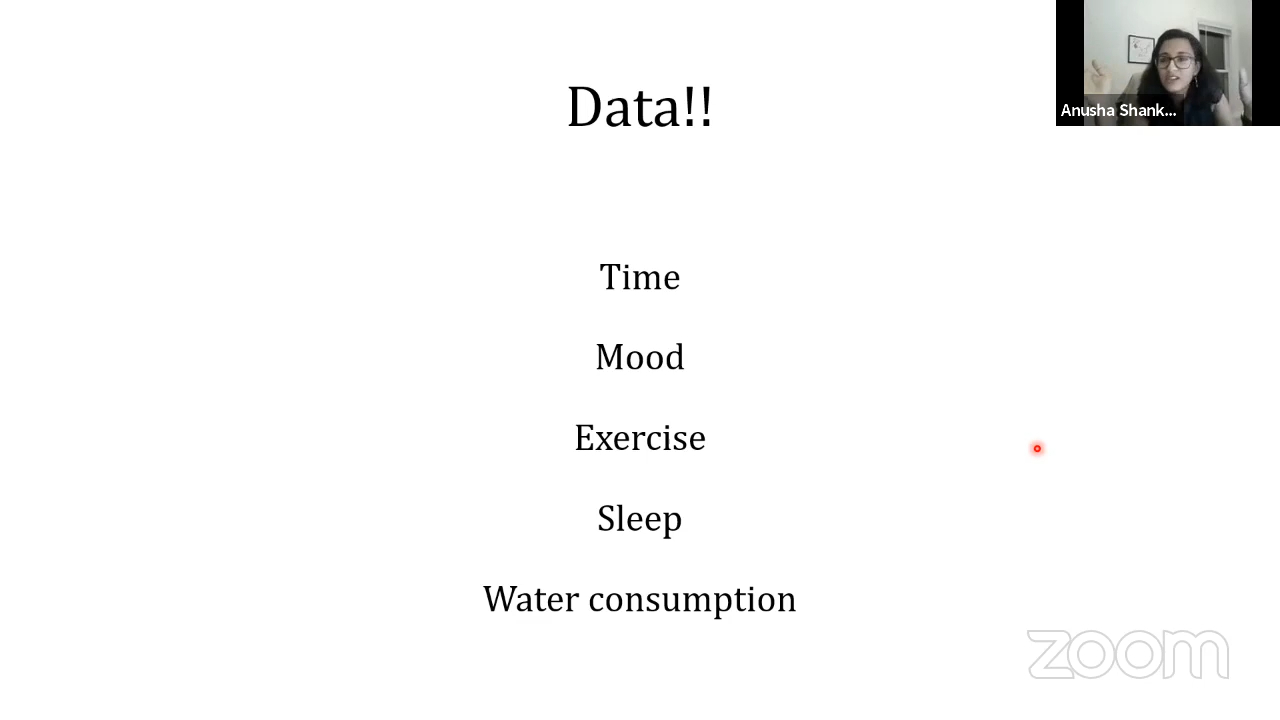 Data!!
Anusha Shank...
Time
Mood
Exercise
Sleep
Water consumption
zoom